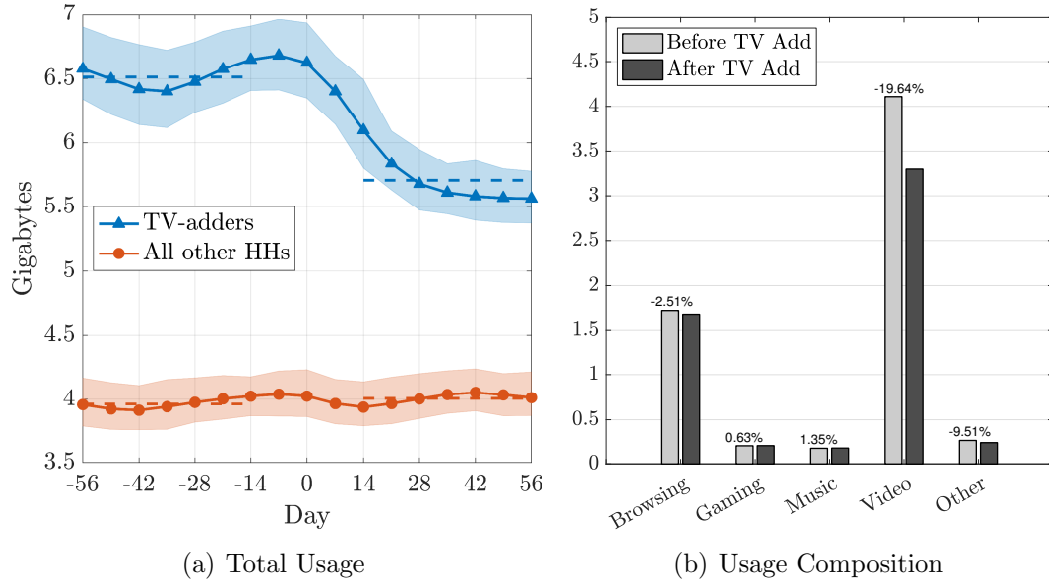 7
6.5
6
5.5
5
4.5
4
3.5
Gigabytes
TV-adders
All other HHs
-56 -42 -28 -14 0 14 28 42 56
Day
(a) Total Usage
5
4.5
4
3.5
3
2.5
2
1.5
1
0.5
0
Before TV Add
After TV Add
-2.51%
0.63%
1.35%
-19.64%
-9.51%
Browsing
Gaming
Music
Video
Other
(b) Usage Composition